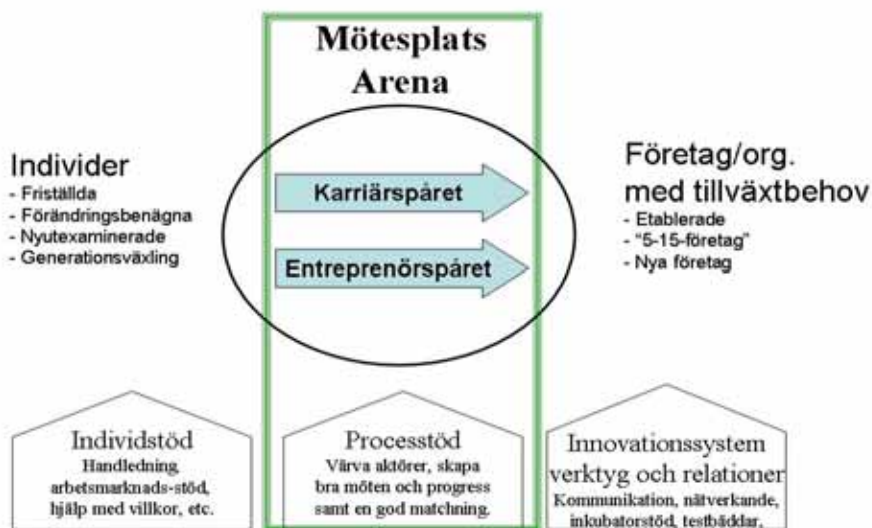 Mötesplats
Arena
Individer
- Friställda
- Förändringsbenägna
- Nyutexaminerade
- Generationsväxling
Karriärspåret
Entreprenörspåret
Företag/org.
med tillväxtbehov
- Etablerade
- "5-15-företag"
- Nya företag
Individstöd
Handledning
arbetsmarknads-stöd,
hjälp med villkor, etc.
Processtöd
Värva aktörer, skapa
bra möten och progress
samt en god matchning.
Innovationssystem
verktyg och relationer
Kommunikation, nätverkande,
inkubatorstöd, testbäddar,